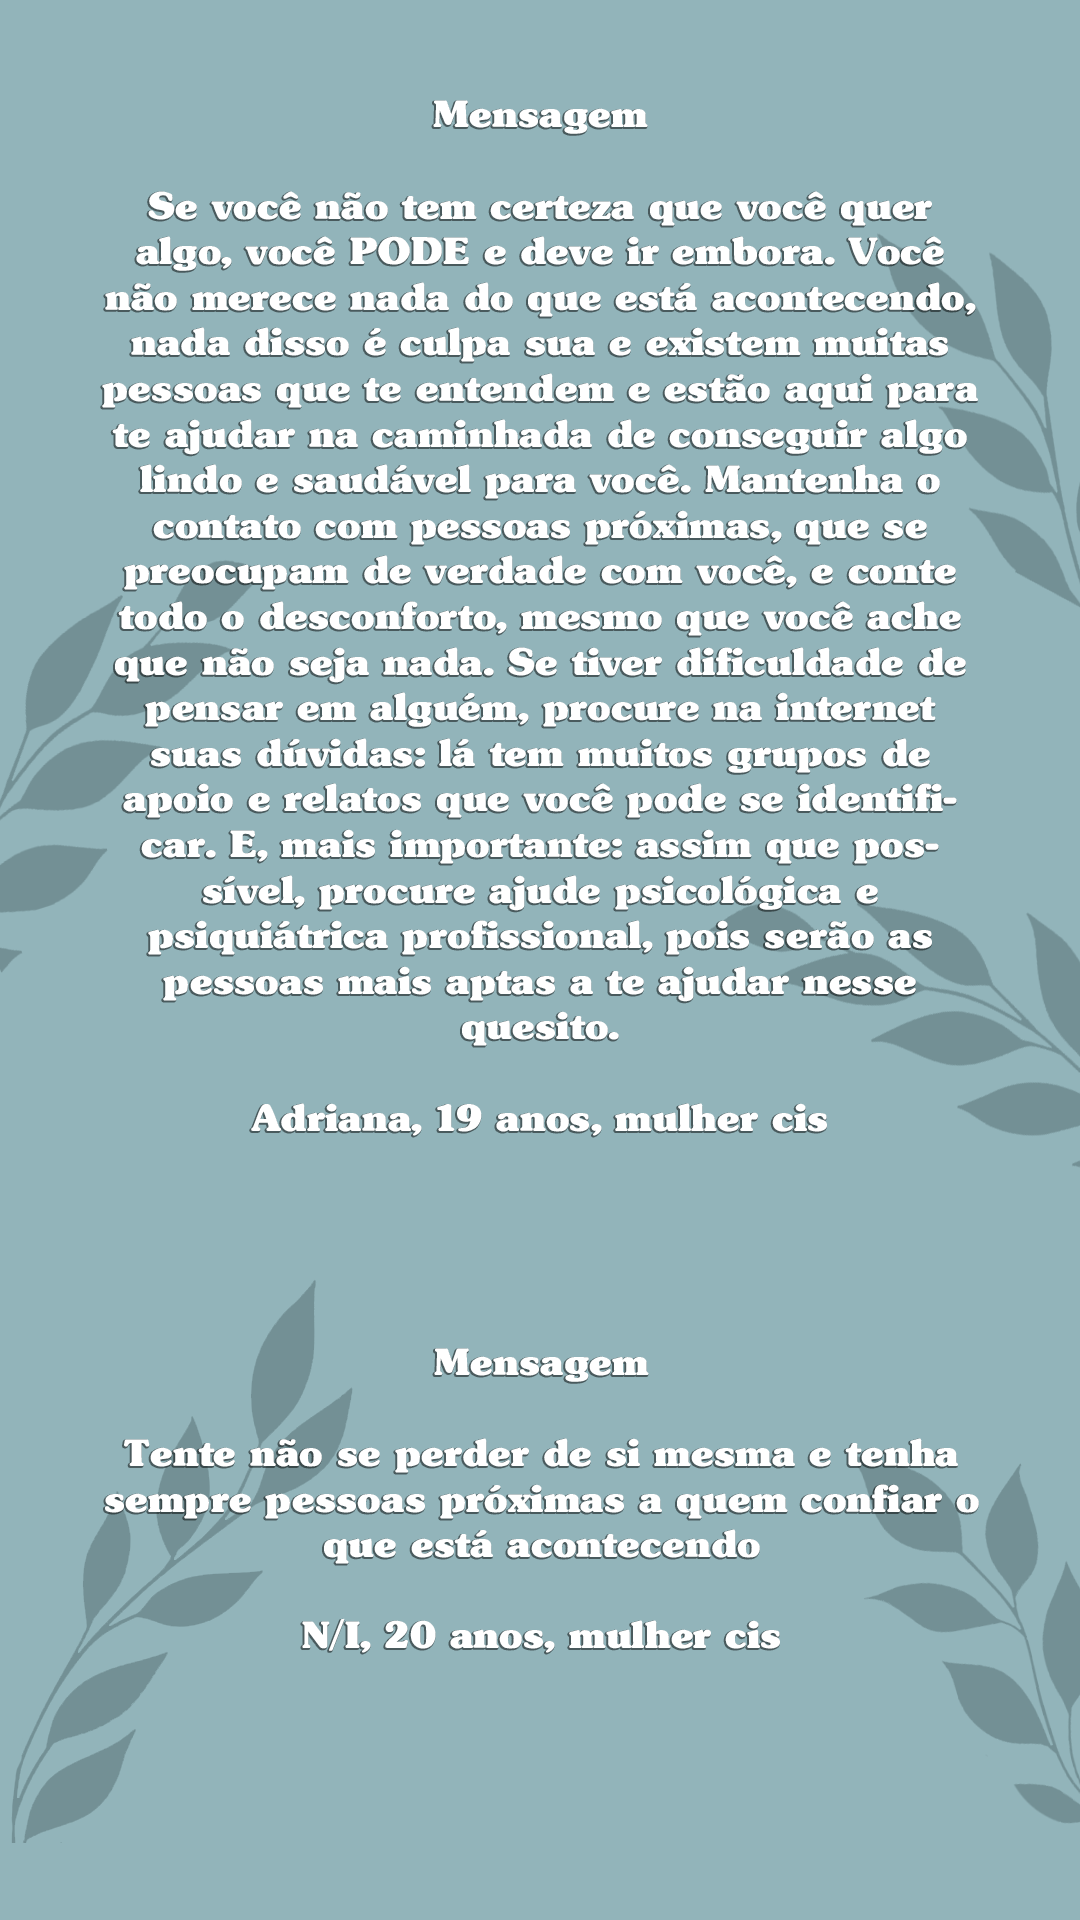 Mensagem
Se você não tem certeza que você quer
algo, você PODE e deve ir embora. Você
não merece nada do que está acontecendo,
nada disso é culpa sua e existem muitas
pessoas que te entendem e estão aqui para
te ajudar na caminhada de conseguir algo
lindo e saudável para você. Mantenha o
contato com pessoas próximas, que se
preocupam de verdade com você, e conte
todo o desconforto, mesmo que você ache
que não seja nada. Se tiver dificuldade de
pensar em alguém, procure na internet
suas dúvidas: lá tem muitos grupos de
apoio e relatos que você pode se identifi-
car. E, mais importante: assim que pos-
sível, procure ajude psicológica e
psiquiátrica profissional, pois serão as
pessoas mais aptas a te ajudar nesse
quesito.
Adriana, 19 anos, mulher cis
Mensagem
Tente não se perder de si mesma e tenha
sempre pessoas próximas a quem confiar o
que está acontecendo
N/I, 20 anos, mulher cis